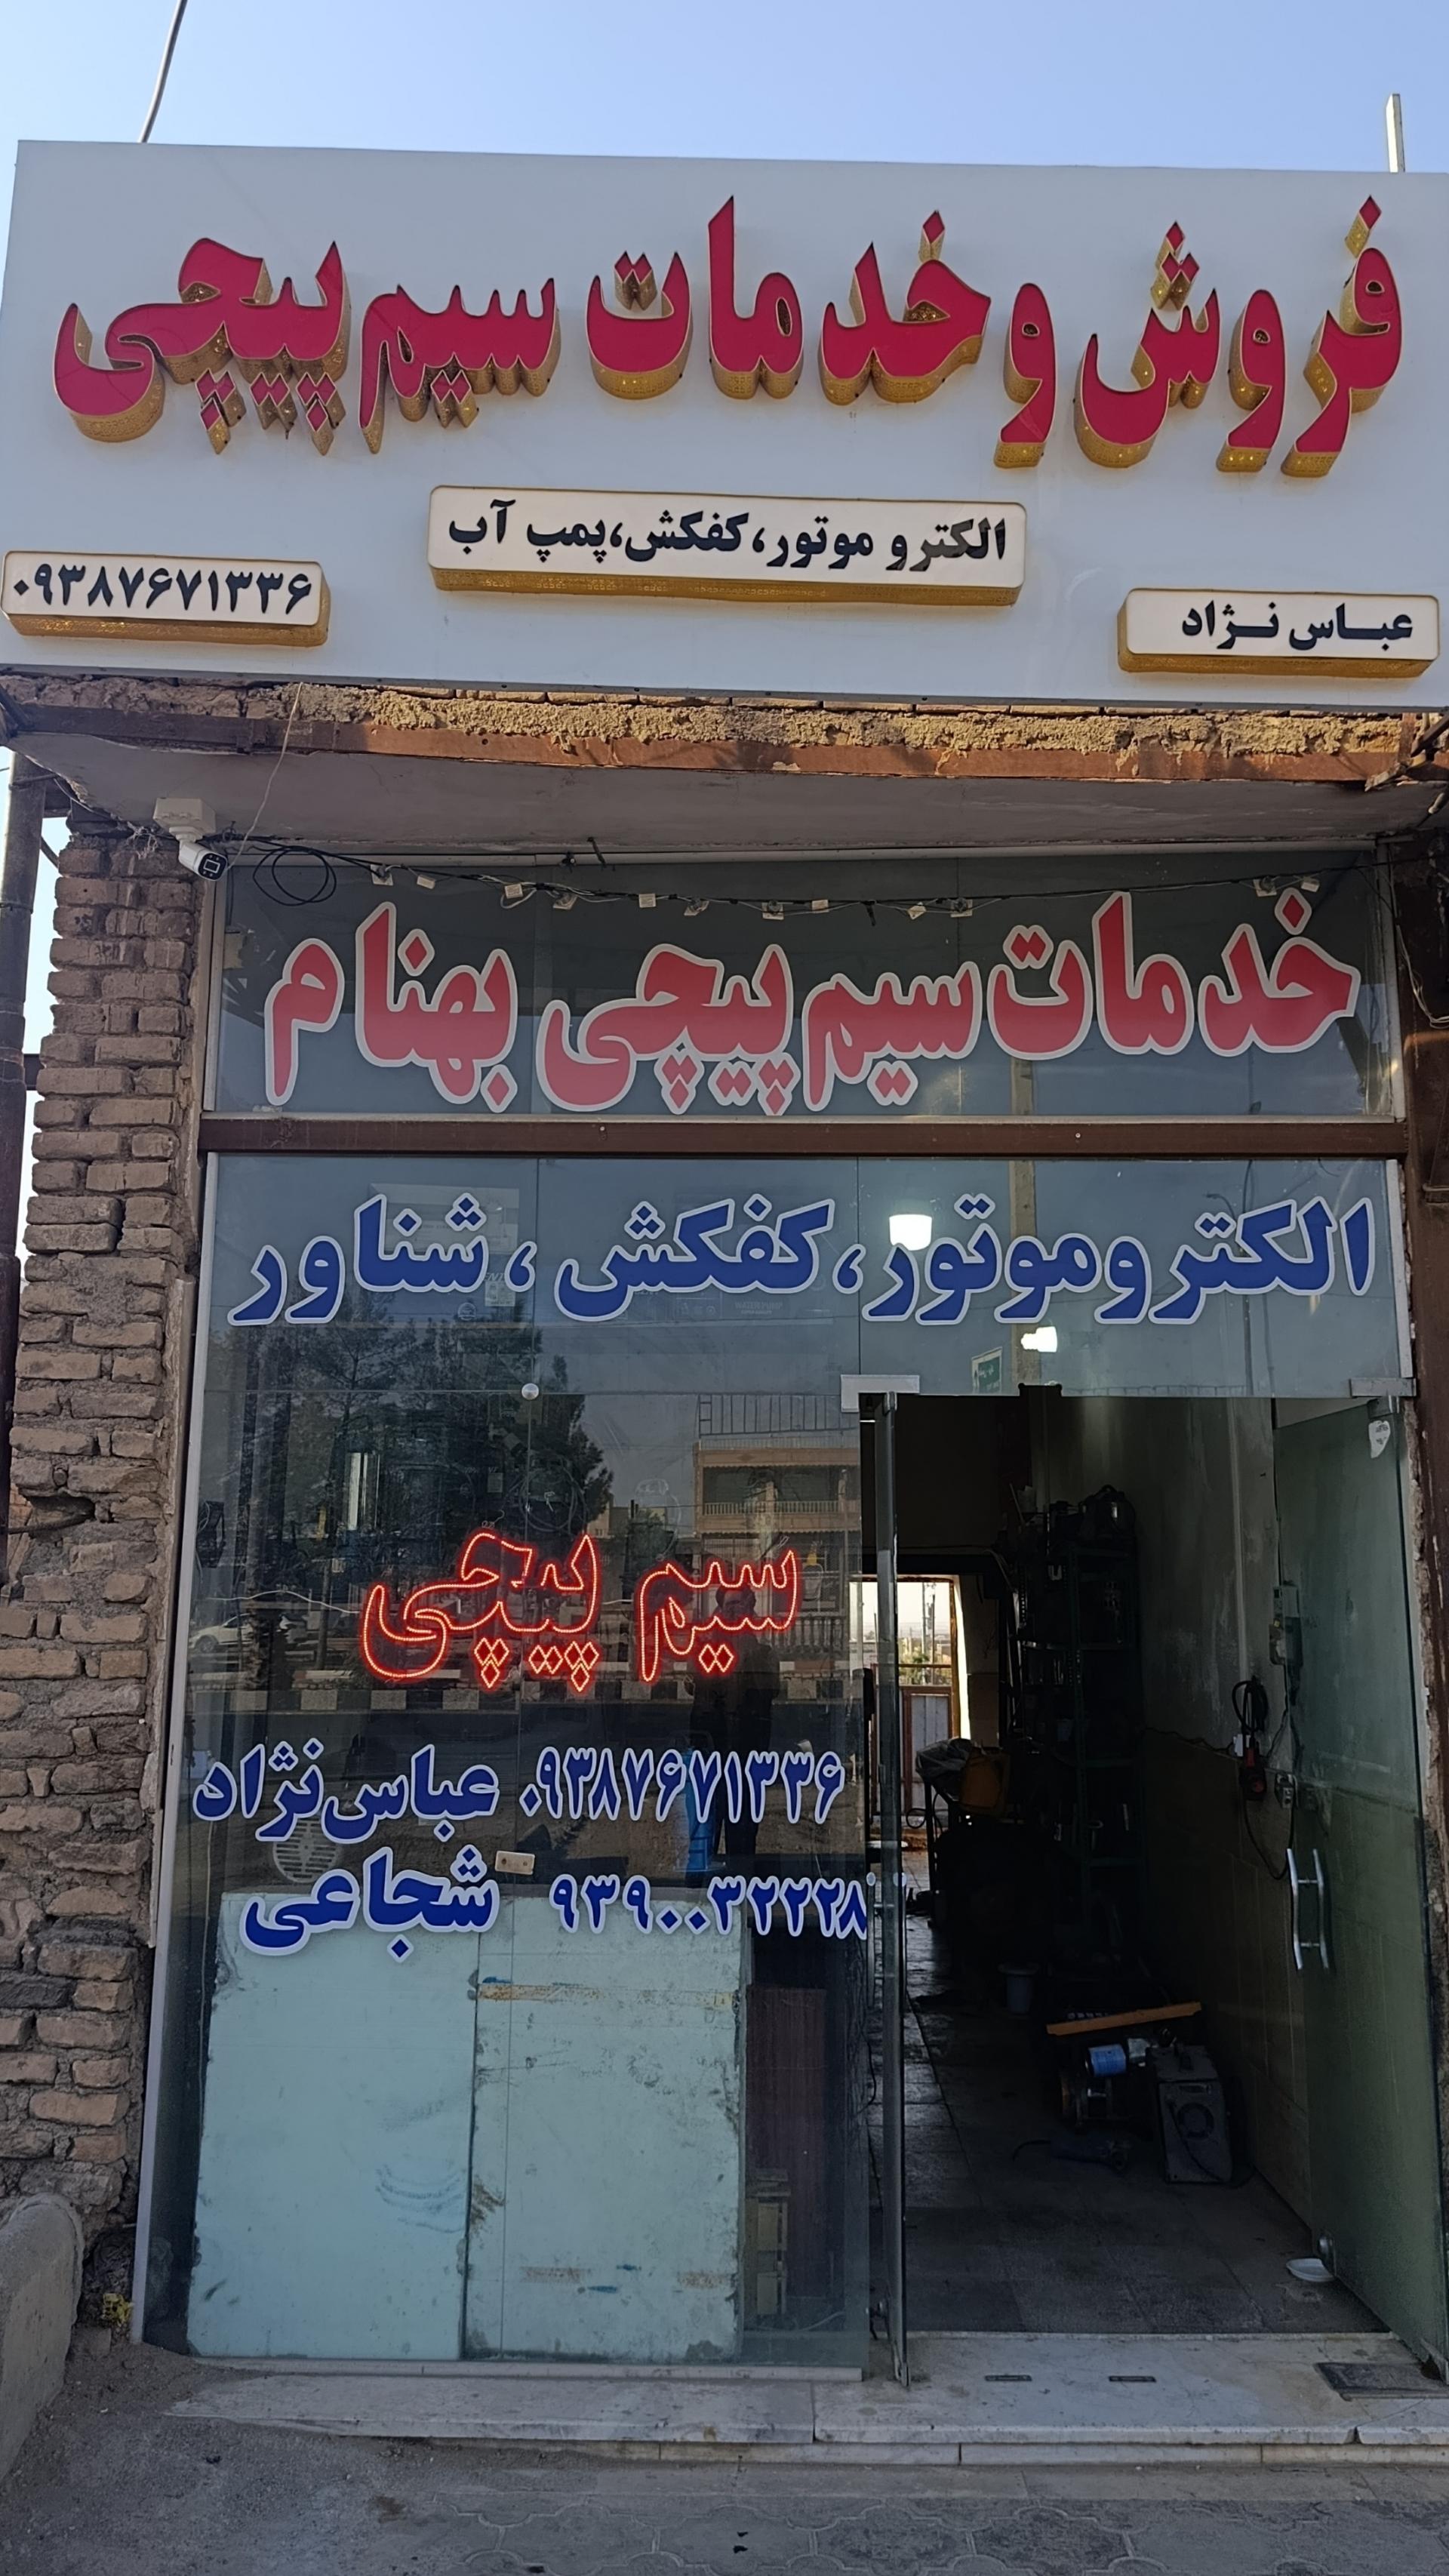 فروش و خدمات سیم پیچی
الکترو موتور،کفکش،پمپ آب
عباس نژاد
۰۹۳۸۷۶۷۱۳۳۶
خدمات سیم پیچی بهنام
الکتروموتور، کفکش، شناور
سیم پیچی
عباس نژاد ۰۹۳۸۷۶۷۱۳۳۶
شجاعی ۹۳۹۰۰۳۲۲۲۸